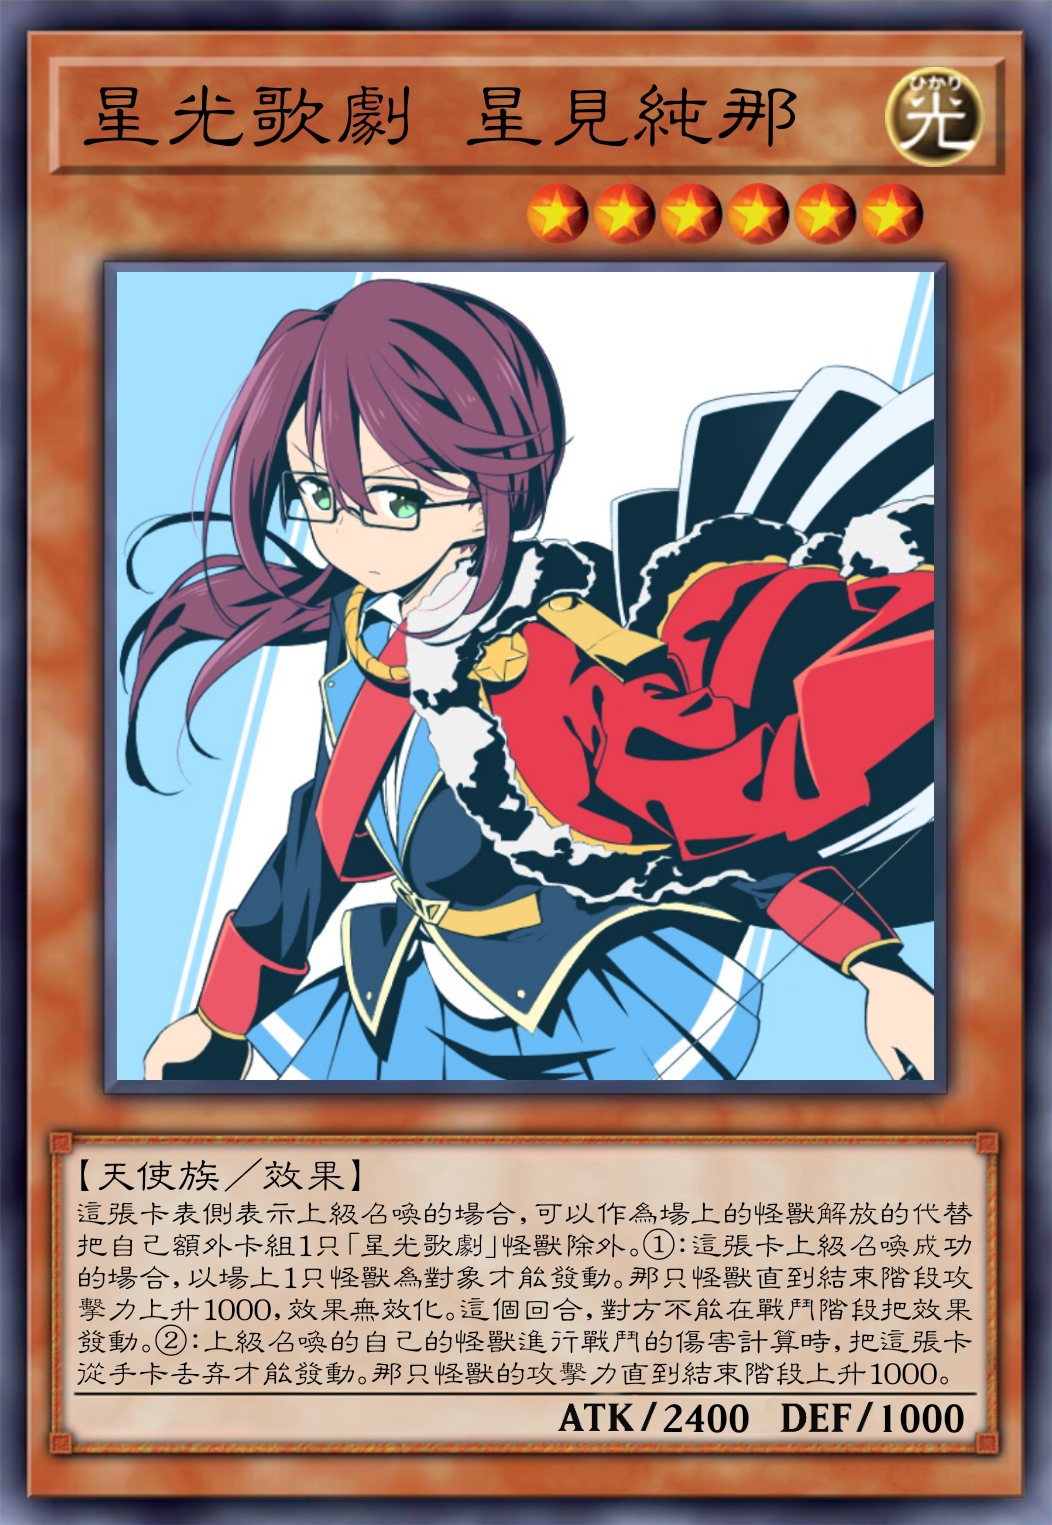 星光歌劇 星見純那
ひかり
光
【天使族／效果】
這張卡表側表示上級召喚的場合,可以作為場上的怪獸解放的代替
把自己額外卡組1只「星光歌劇」怪獸除外。①:這張卡上級召喚成功
的場合,以場上1只怪獸為對象才能發動。那只怪獸直到結束階段攻
擊力上升1000,效果無效化。這個回合,對方不能在戰鬥階段把效果
發動。②:上級召喚的自己的怪獸進行戰鬥的傷害計算時,把這張卡
從手卡丟弃才能發動。那只怪獸的攻擊力直到結束階段上升1000。
ATK/2400 DEF/1000